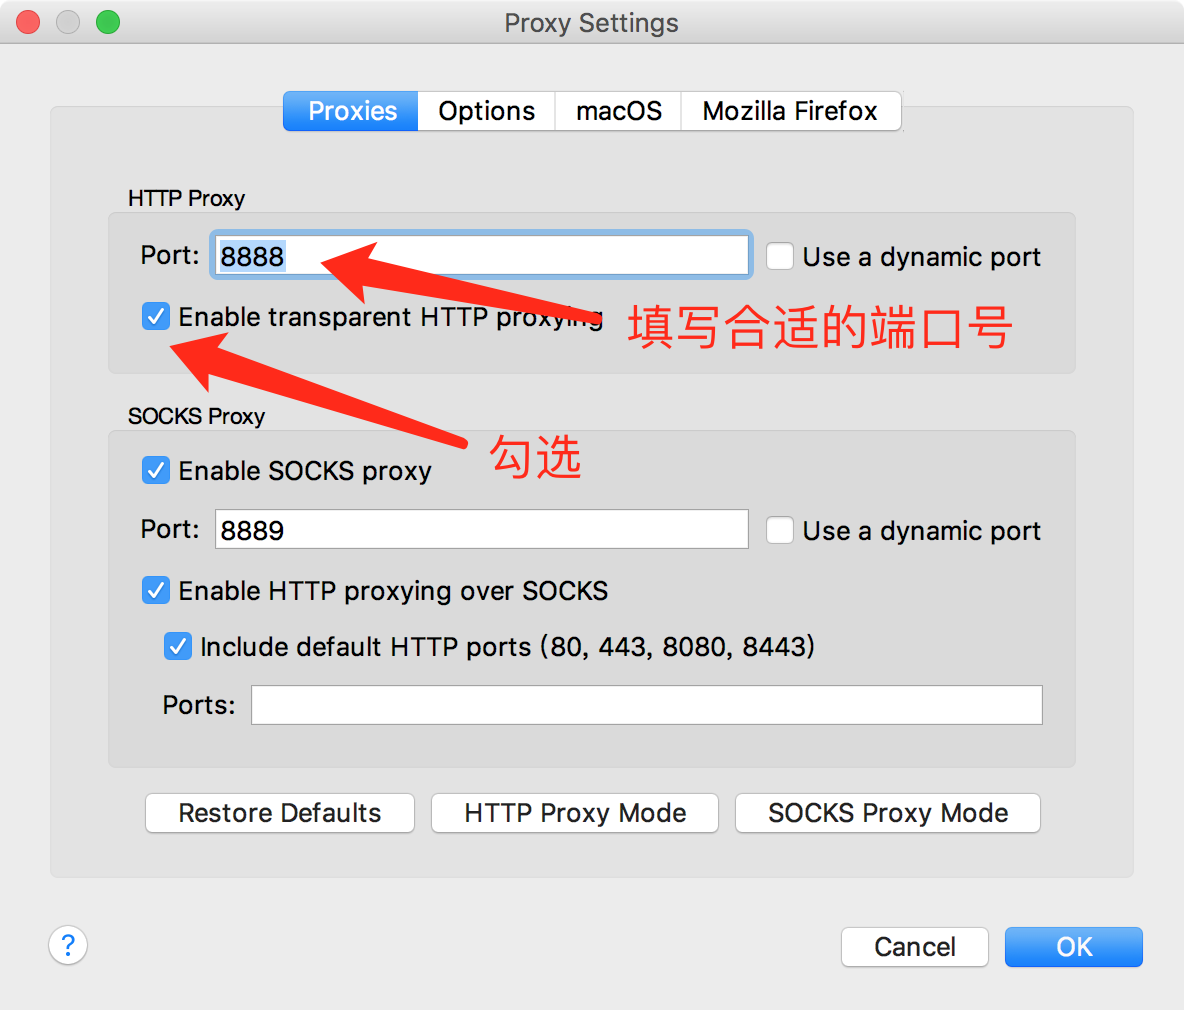 Proxy Settings
Proxies Options macOS Mozilla Firefox
HTTP Proxy
Port: 8888 Use a dynamic port
Enable transparent HTTP proxying
填写合适的端口号
SOCKS Proxy
勾选
Enable SOCKS proxy
Port: 8889 Use a dynamic port
Enable HTTP proxying over SOCKS
Include default HTTP ports (80, 443, 8080, 8443)
Ports:
Restore Defaults HTTP Proxy Mode SOCKS Proxy Mode
? Cancel OK